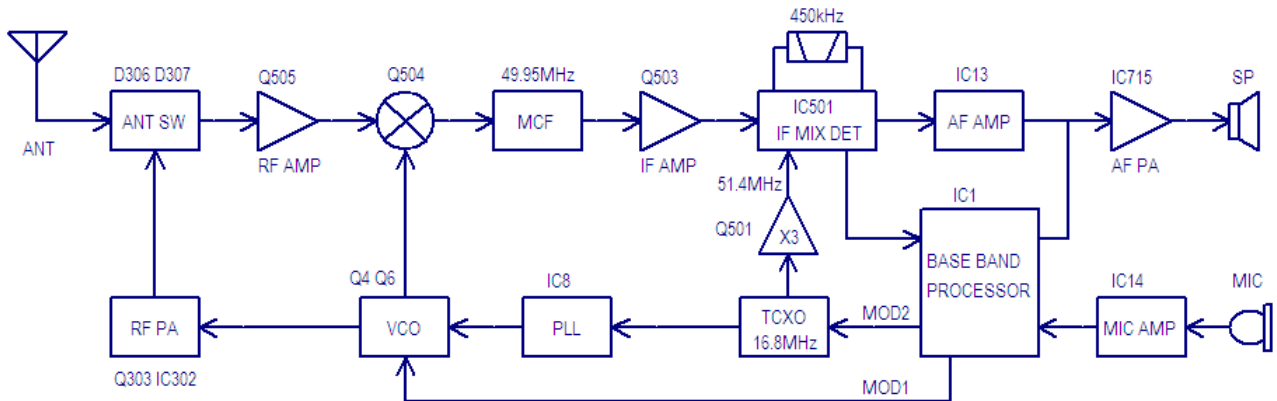 450kHz
D306 D307
Q505
Q504
49.95MHz
Q503
IC13
IC715
SP
ANT SW
MCF
IC501
IF MIX DET
AF AMP
ANT
RF AMP
IF AMP
AF PA
51.4MHz
IC1
Q501
X3
BASE BAND
PROCESSOR
Q4 Q6
IC8
IC14
MIC
RF PA
VCO
PLL
TCXO
16.8MHz
MOD2
MIC AMP
Q303 IC302
MOD1